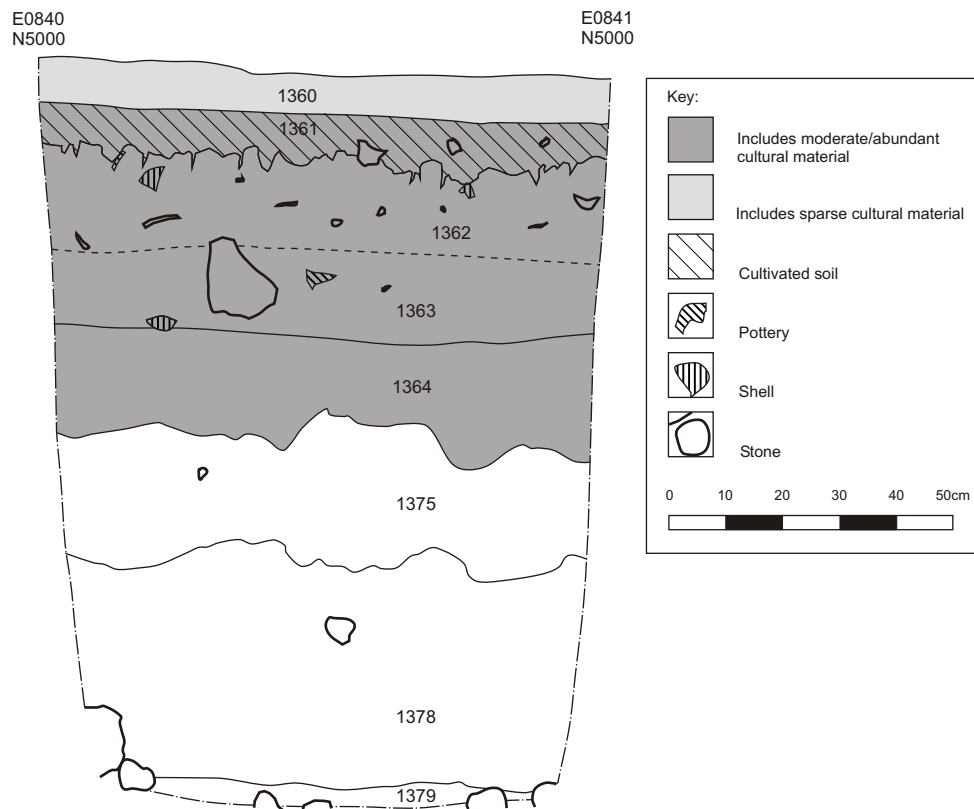 E0840
N5000
E0841
N5000
1360
1361
1362
1363
1364
1375
1378
1379
Key:
Includes moderate/abundant
cultural material
Includes sparse cultural material
Cultivated soil
Pottery
Shell
Stone
0 10 20 30 40 50cm